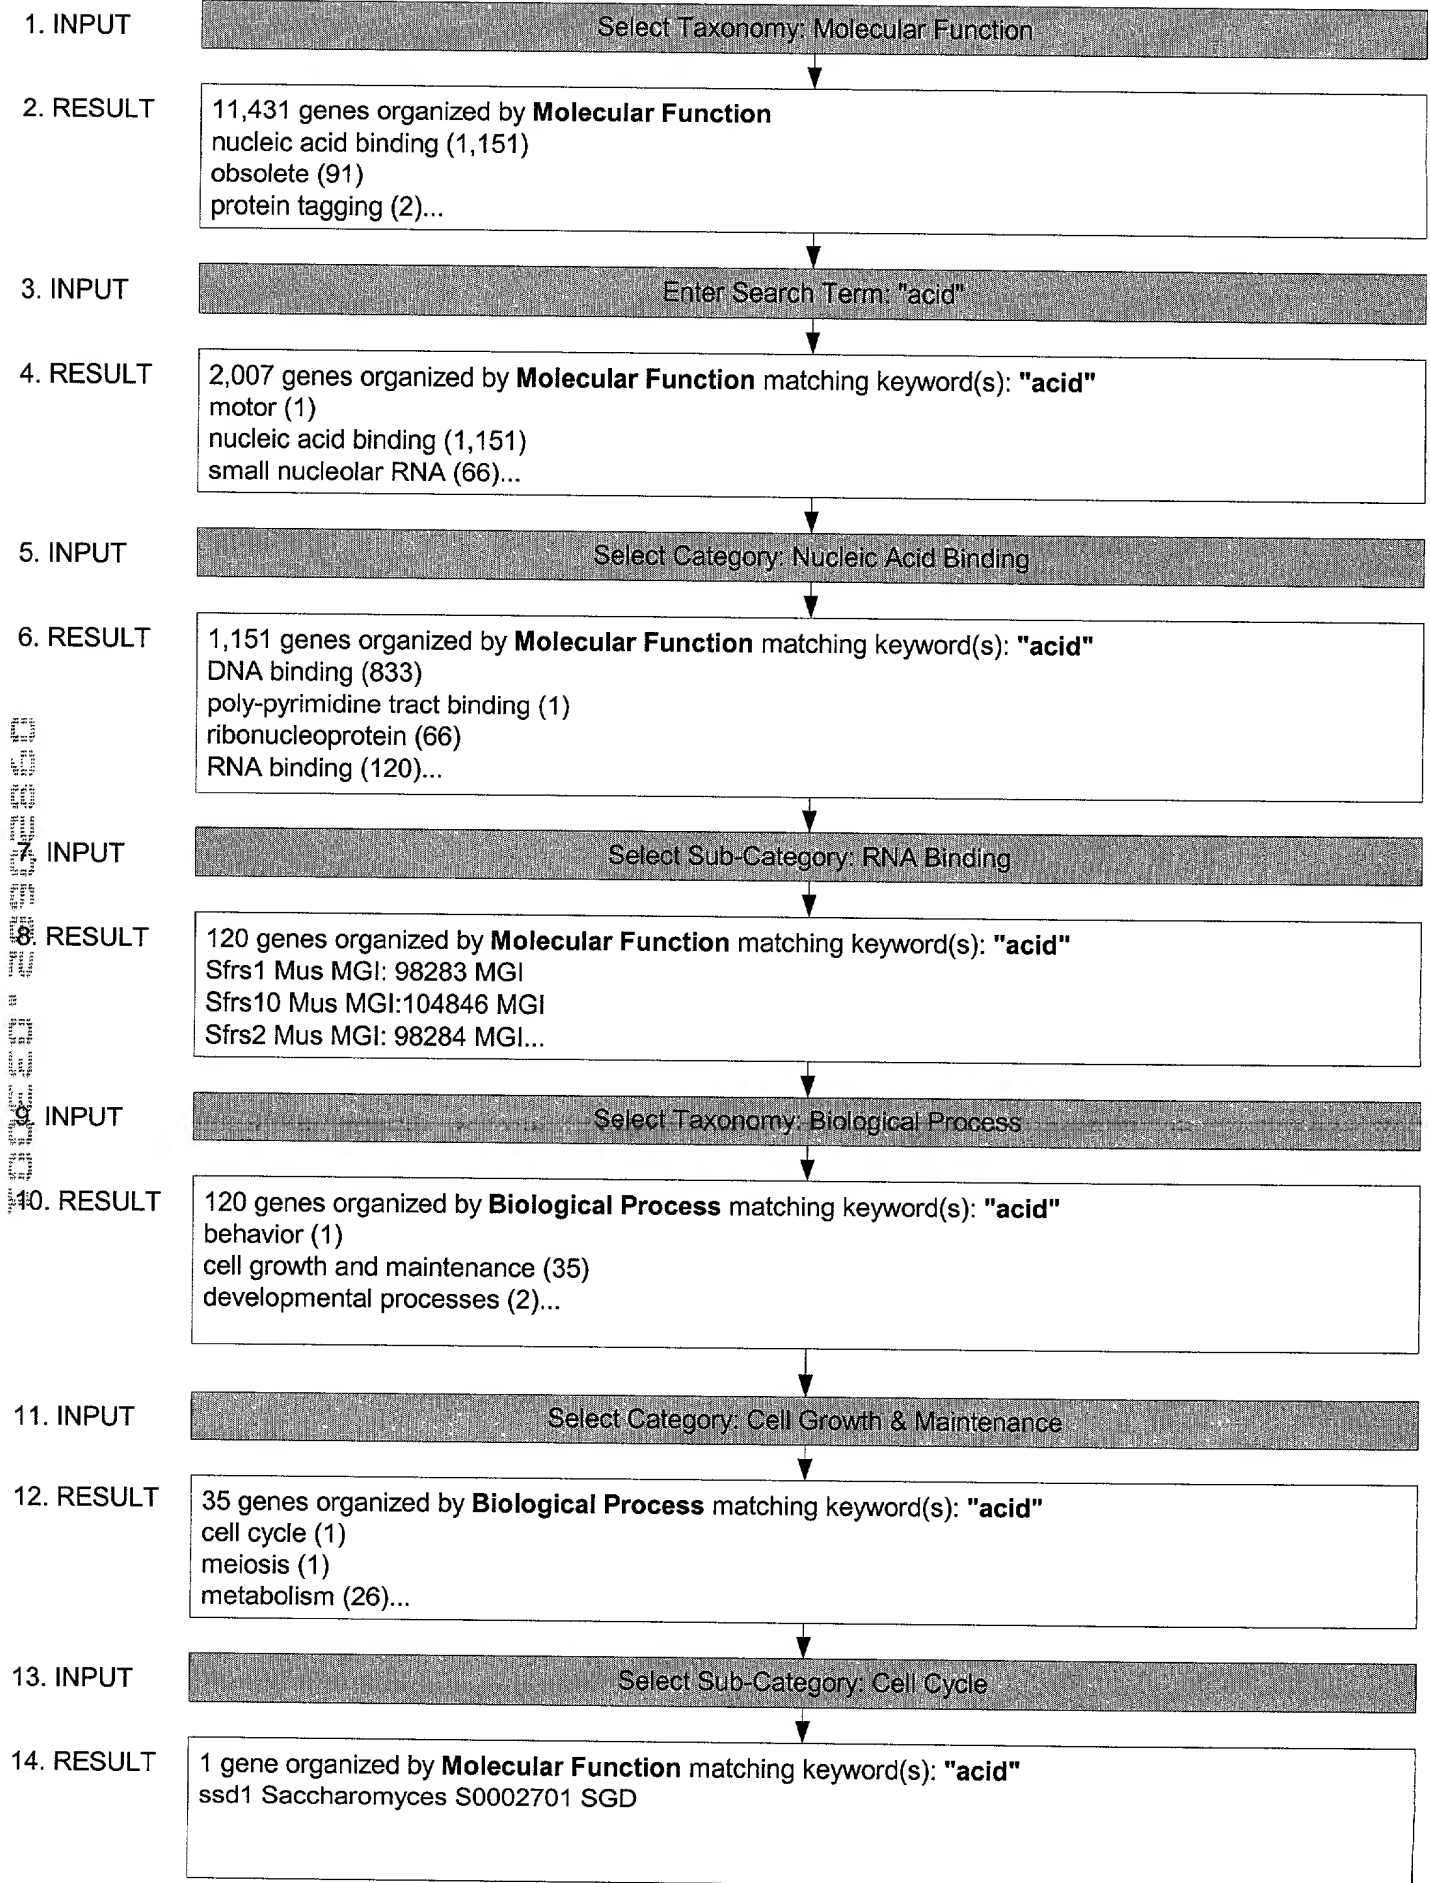 1. INPUT
Select Taxonomy: Molecular Function
2. RESULT
11,431 genes organized by Molecular Function
nucleic acid binding (1,151)
obsolete (91)
protein tagging (2)...
3. INPUT
Enter Search Term: "acid"
4. RESULT
2,007 genes organized by Molecular Function matching keyword(s): "acid"
motor (1)
nucleic acid binding (1,151)
small nucleolar RNA (66)...
5. INPUT
Select Category: Nucleic Acid Binding
6. RESULT
1,151 genes organized by Molecular Function matching keyword(s): "acid"
DNA binding (833)
poly-pyrimidine tract binding (1)
ribonucleoprotein (66)
RNA binding (120)...
7. INPUT
Select Sub-Category: RNA Binding
8. RESULT
120 genes organized by Molecular Function matching keyword(s): "acid"
Sfrs1 Mus MGI: 98283 MGI
Sfrs10 Mus MGI:104846 MGI
Sfrs2 Mus MGI: 98284 MGI...
9. INPUT
Select Taxonomy: Biological Process
10. RESULT
120 genes organized by Biological Process matching keyword(s): "acid"
behavior (1)
cell growth and maintenance (35)
developmental processes (2)...
11. INPUT
Select Category: Cell Growth & Maintenance
12. RESULT
35 genes organized by Biological Process matching keyword(s): "acid"
cell cycle (1)
meiosis (1)
metabolism (26)...
13. INPUT
Select Sub-Category: Cell Cycle
14. RESULT
1 gene organized by Molecular Function matching keyword(s): "acid"
ssd1 Saccharomyces S0002701 SGD